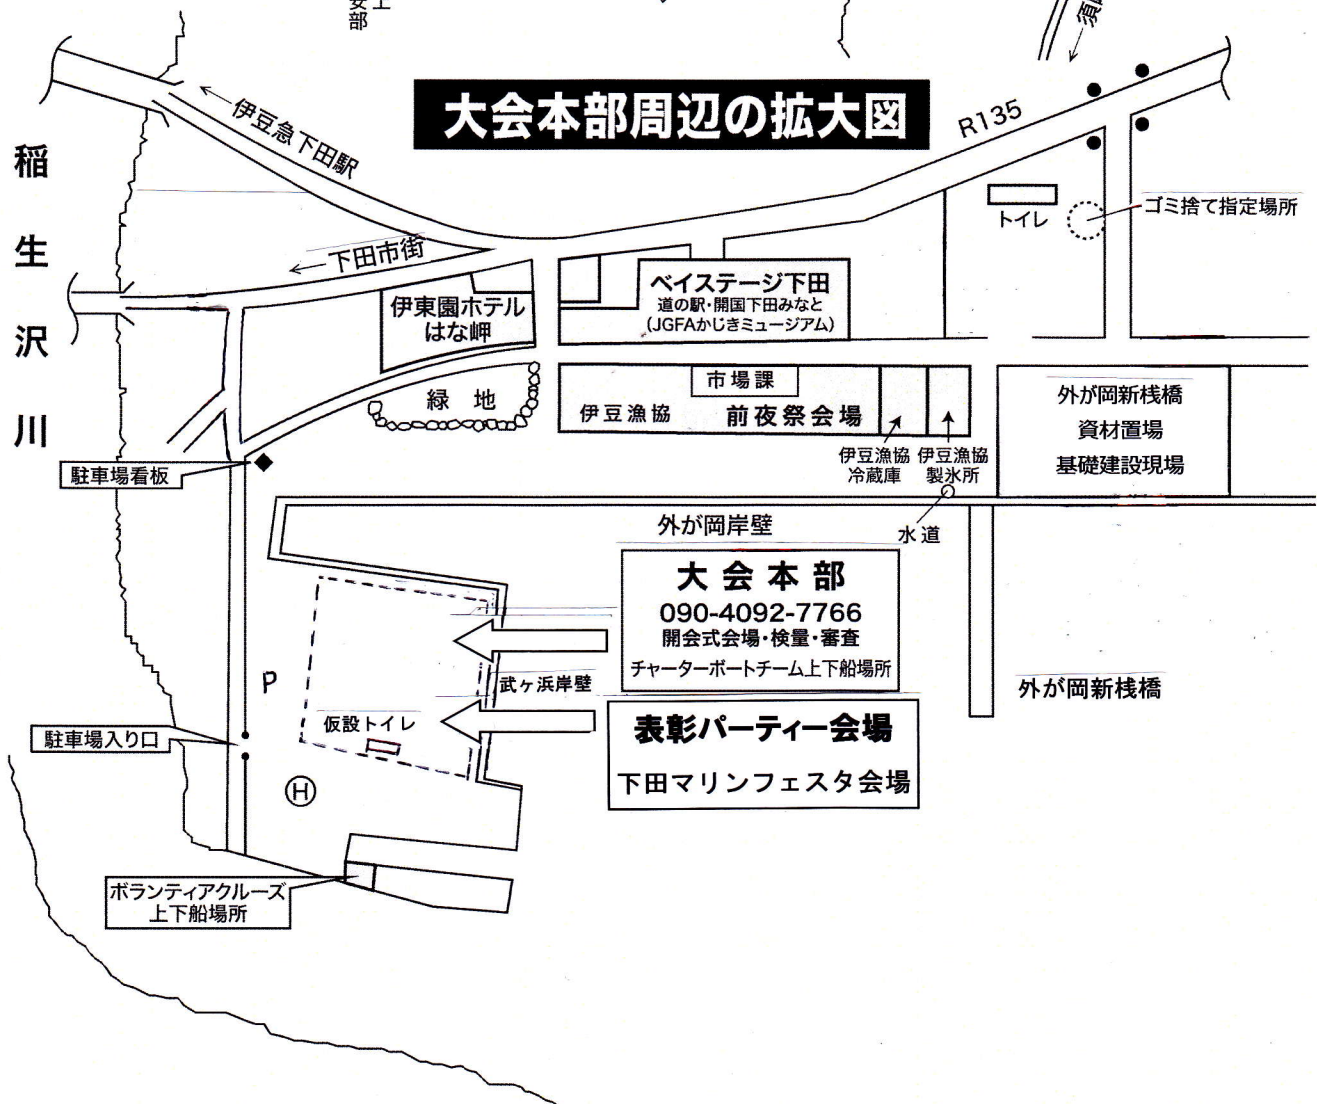 安部
大会本部周辺の拡大図
R135
←伊豆急下田駅
←下田市街
稲生沢川
トイレ
ゴミ捨て指定場所
ベイステージ下田
道の駅・開国下田みなと
(JGFAかじきミュージアム)
伊東園ホテル
はな岬
緑地
市場課
伊豆漁協
前夜祭会場
伊豆漁協
冷蔵庫
伊豆漁協
製氷所
外が岡新桟橋
資材置場
基礎建設現場
駐車場看板
外が岡岸壁
水道
大会本部
090-4092-7766
開会式会場・検量・審査
チャーターボートチーム上下船場所
武ヶ浜岸壁
外が岡新桟橋
P
仮設トイレ
表彰パーティー会場
下田マリンフェスタ会場
駐車場入り口
H
ボランティアクルーズ
上下船場所